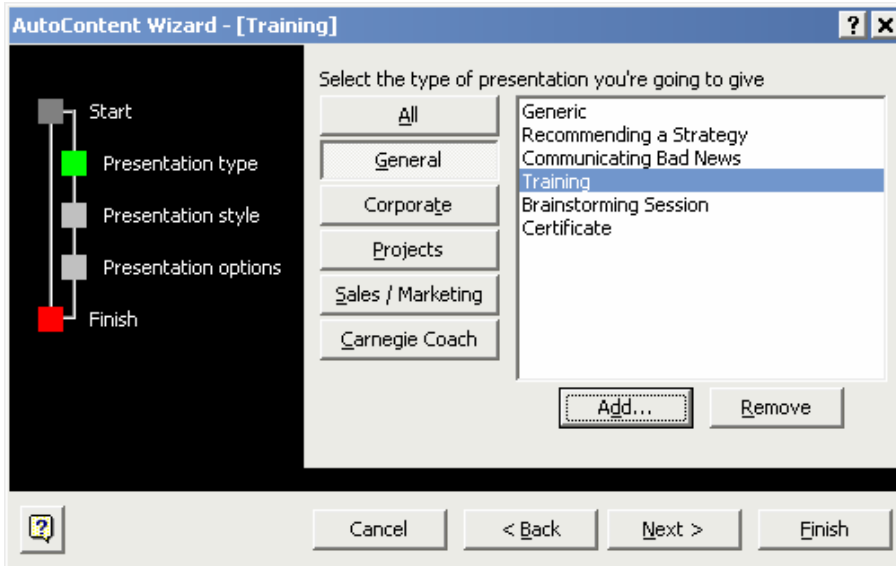 AutoContent Wizard - [Training]
Start
Presentation type
Presentation style
Presentation options
Finish
Select the type of presentation you're going to give
All
General
Corporate
Projects
Sales / Marketing
Carnegie Coach
Generic
Recommending a Strategy
Communicating Bad News
Training
Brainstorming Session
Certificate
Add...
Remove
Cancel
< Back
Next >
Finish